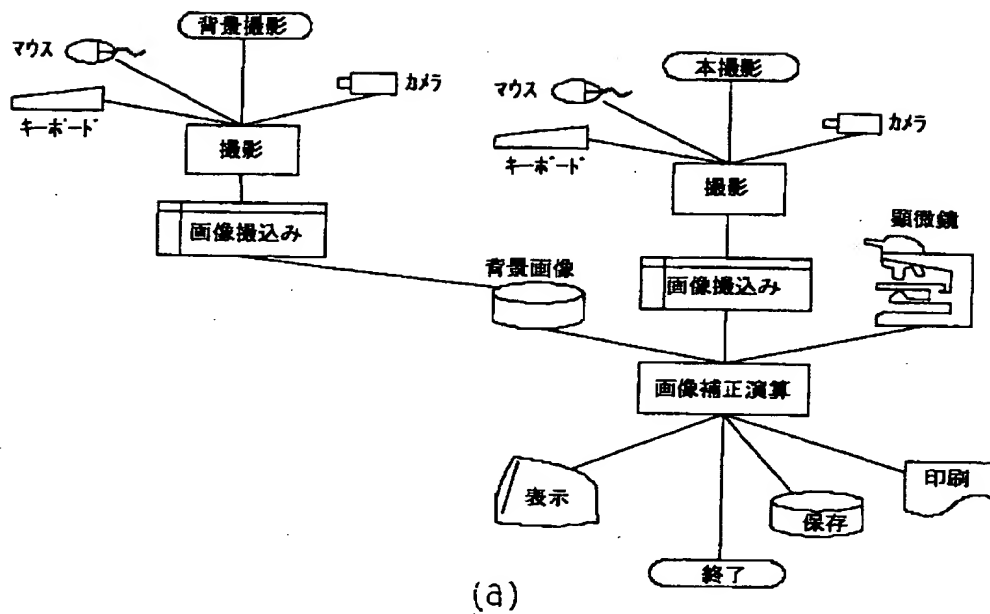 背景撮影
マウス
カメラ
キーボード
撮影
画像撮込み
本撮影
マウス
カメラ
キーボード
撮影
顕微鏡
背景画像
画像撮込み
画像補正演算
表示
保存
印刷
終了
(a)